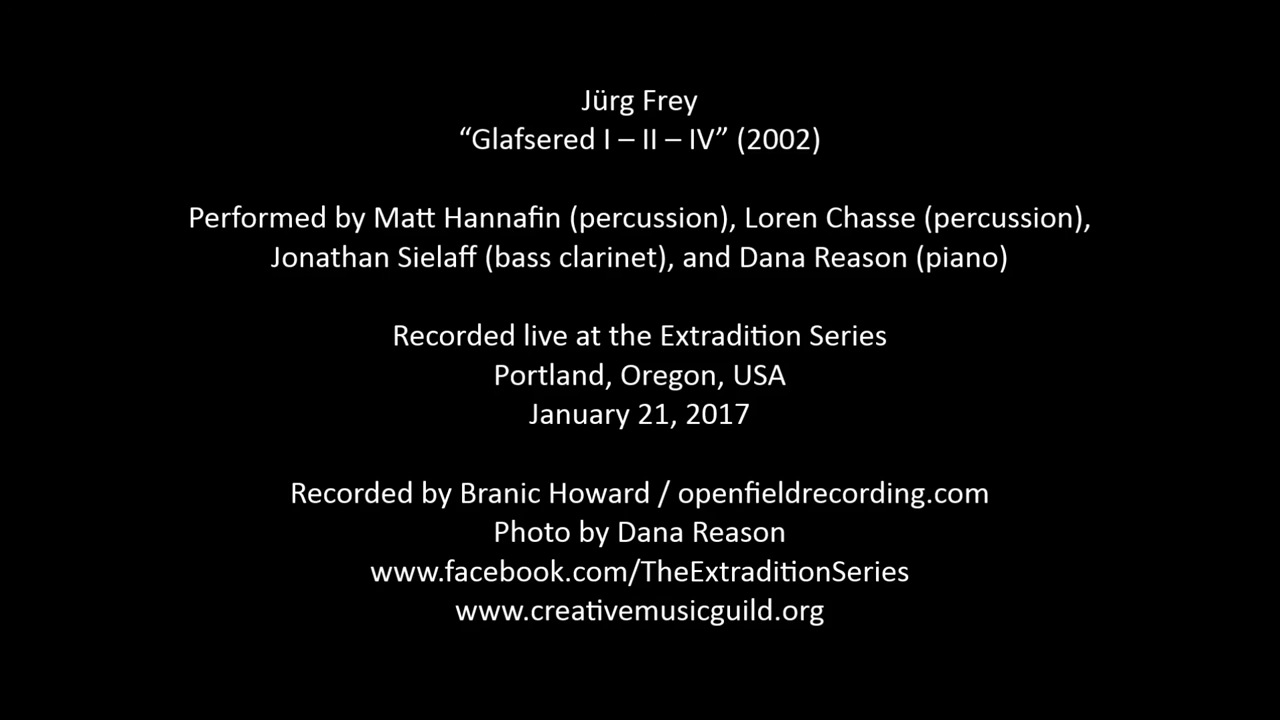 Jürg Frey
“Glafsered I – II – IV” (2002)
Performed by Matt Hannafin (percussion), Loren Chasse (percussion),
Jonathan Sielaff (bass clarinet), and Dana Reason (piano)
Recorded live at the Extradition Series
Portland, Oregon, USA
January 21, 2017
Recorded by Branic Howard / openfieldrecording.com
Photo by Dana Reason
www.facebook.com/TheExtraditionSeries
www.creativemusicguild.org